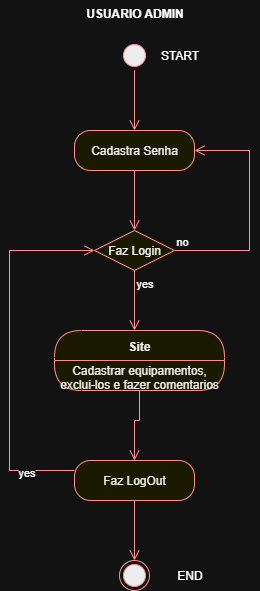 USUARIO ADMIN
START
Cadastra Senha
Faz Login
no
yes
Site
Cadastrar equipamentos,
exclui-los e fazer comentarios
yes
Faz LogOut
END